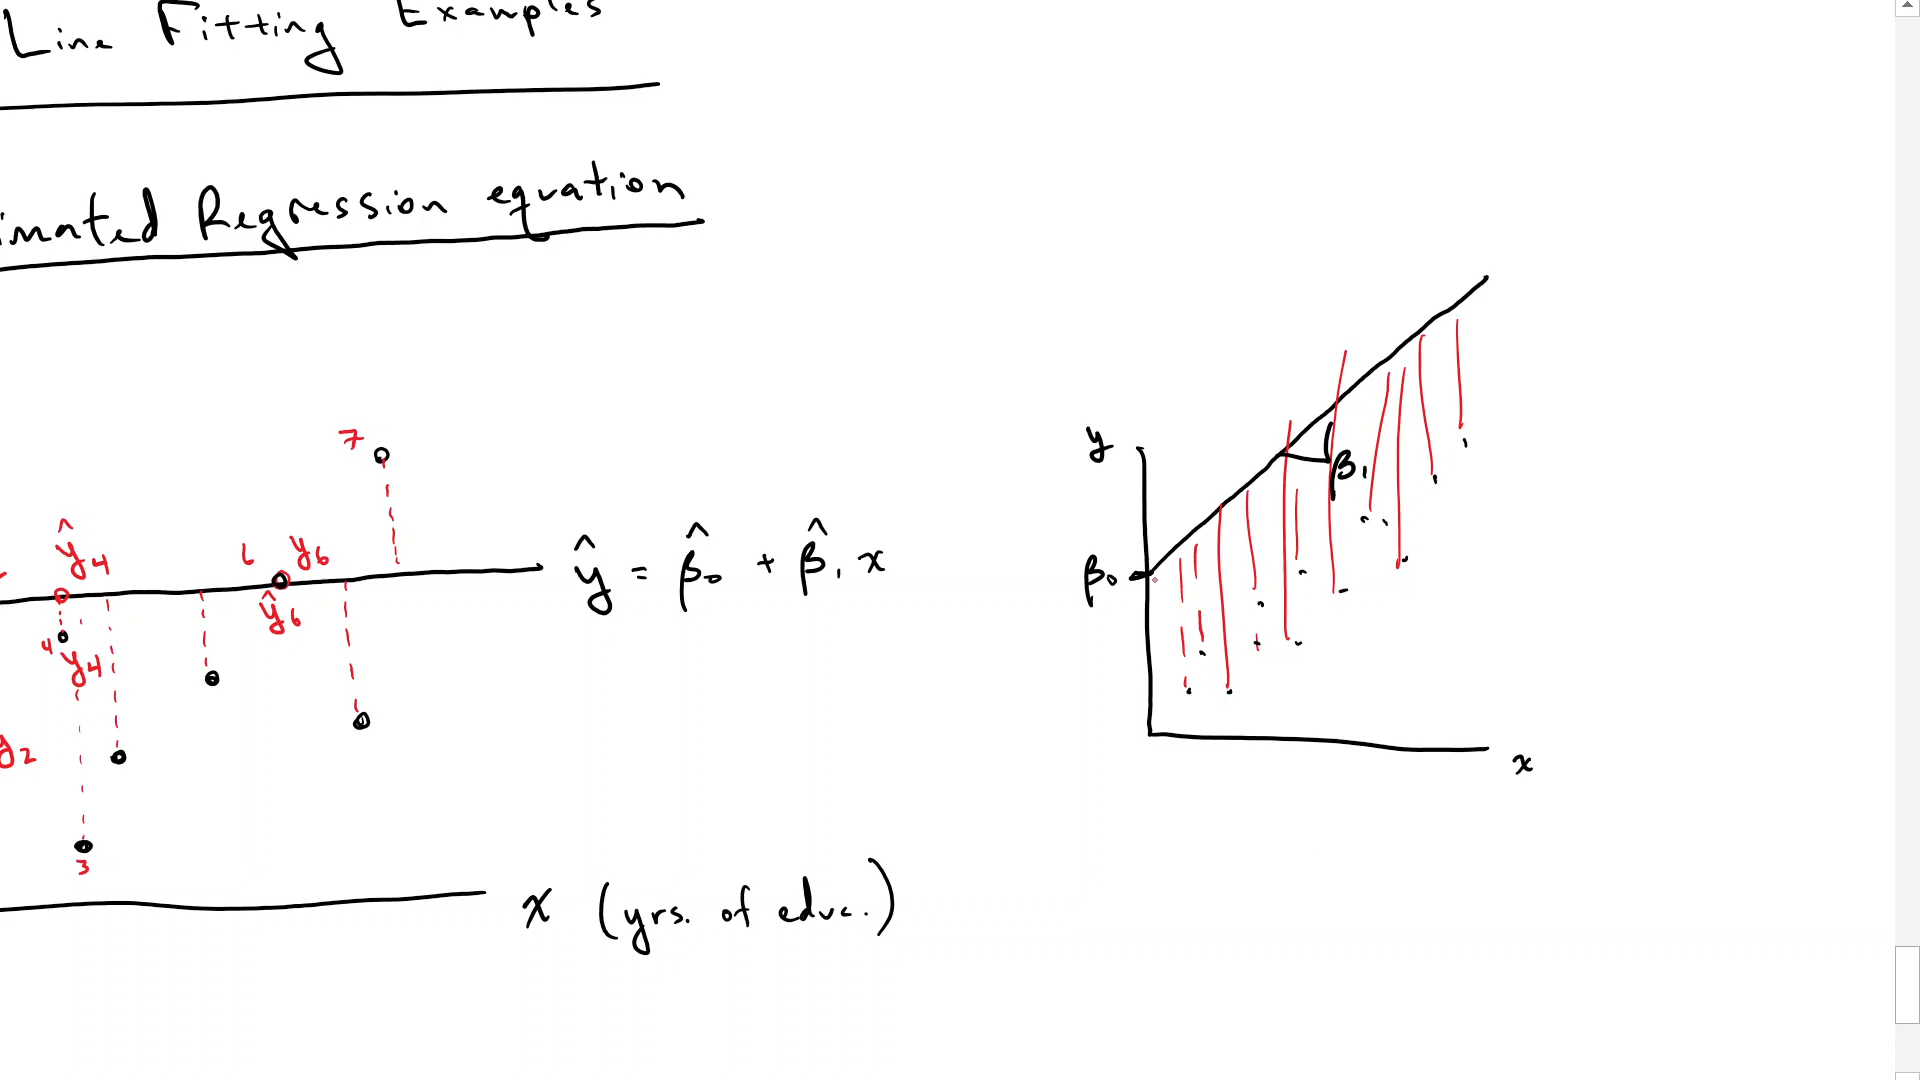 Line Fitting Examples
imated Regression equation
7
y
ŷ4
6 y6
ŷ = β̂0 + β̂1 x
β1
ŷ6
β0
4
y4
y2
x
3
x (yrs. of educ.)